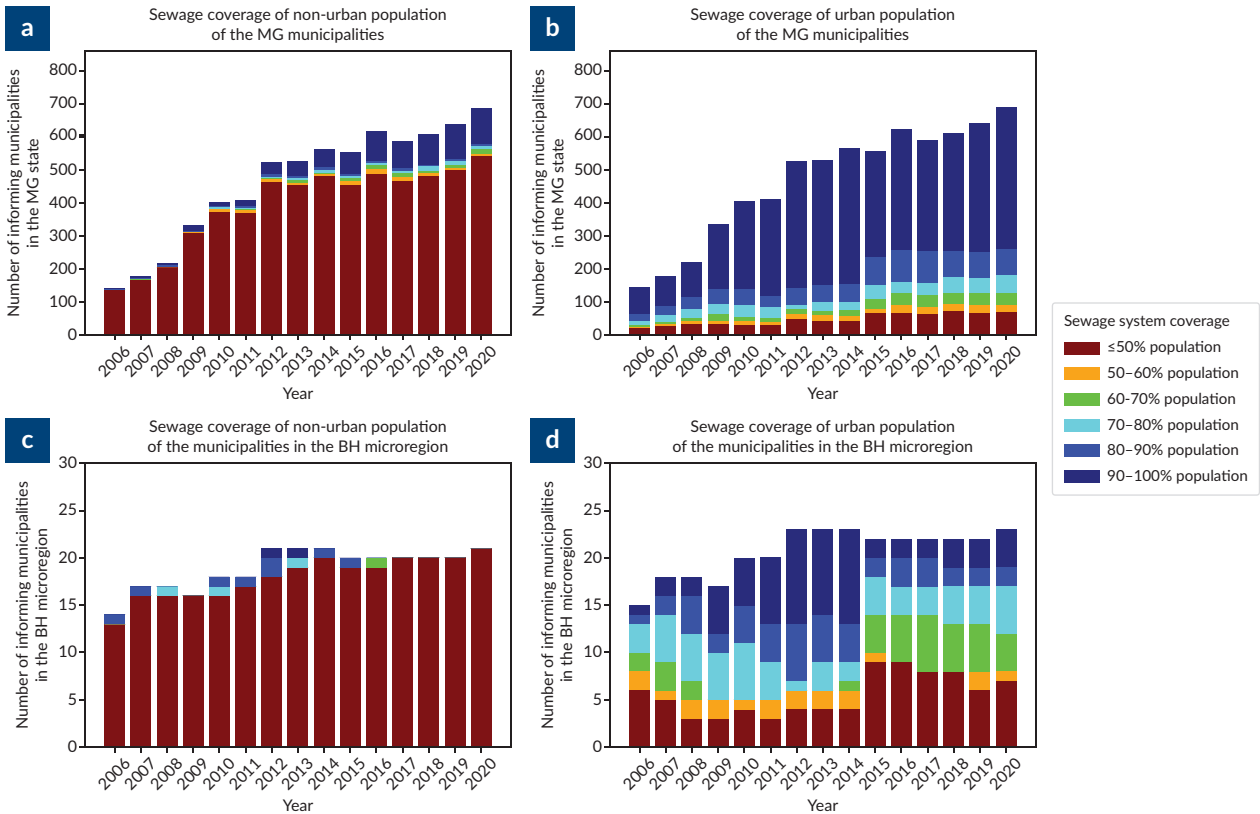 a
Sewage coverage of non-urban population
of the MG municipalities
Number of informing municipalities
in the MG state
800
700
600
500
400
300
200
100
0
2006
2007
2008
2009
2010
2011
2012
2013
2014
2015
2016
2017
2018
2019
2020
Year
b
Sewage coverage of urban population
of the MG municipalities
Number of informing municipalities
in the MG state
800
700
600
500
400
300
200
100
0
2006
2007
2008
2009
2010
2011
2012
2013
2014
2015
2016
2017
2018
2019
2020
Year
Sewage system coverage
≤50% population
50–60% population
60-70% population
70–80% population
80–90% population
90–100% population
c
Sewage coverage of non-urban population
of the municipalities in the BH microregion
Number of informing municipalities
in the BH microregion
30
25
20
15
10
5
0
2006
2007
2008
2009
2010
2011
2012
2013
2014
2015
2016
2017
2018
2019
2020
Year
d
Sewage coverage of urban population
of the municipalities in the BH microregion
Number of informing municipalities
in the BH microregion
30
25
20
15
10
5
0
2006
2007
2008
2009
2010
2011
2012
2013
2014
2015
2016
2017
2018
2019
2020
Year